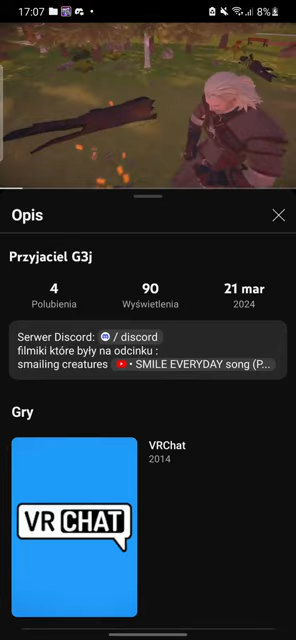 17:07
8%
Opis
Przyjaciel G3j
4
90
21 mar
Polubienia
Wyświetlenia
2024
Serwer Discord: / discord
filmiki które były na odcinku :
smailing creatures • SMILE EVERYDAY song (P...
Gry
VRChat
2014
VR CHAT